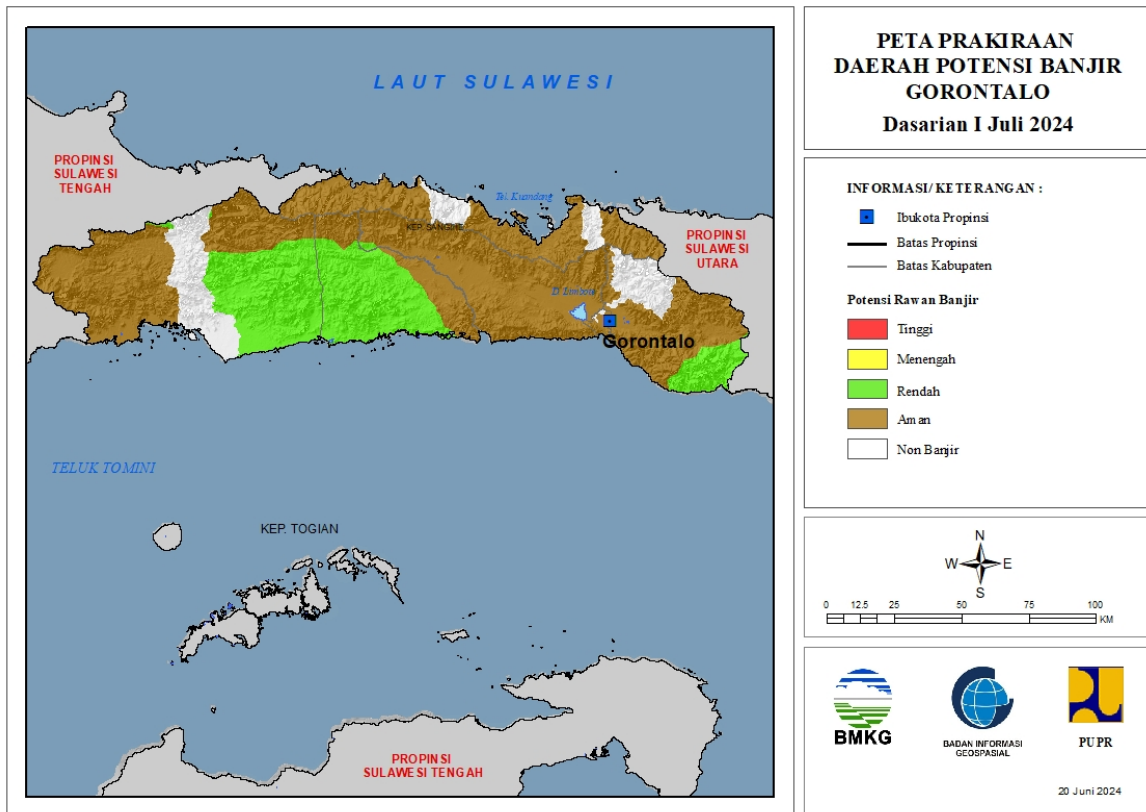 LAUT SULAWESI
PROPINSI
SULAWESI
TENGAH
Tel. Kuandang
KEP. SANGIHE
PROPINSI
SULAWESI
UTARA
D. Limboto
Gorontalo
TELUK TOMINI
KEP. TOGIAN
PROPINSI
SULAWESI TENGAH
PETA PRAKIRAAN
DAERAH POTENSI BANJIR
GORONTALO
Dasarian I Juli 2024
INFORMASI/ KETERANGAN :
Ibukota Propinsi
Batas Propinsi
Batas Kabupaten
Potensi Rawan Banjir
Tinggi
Menengah
Rendah
Aman
Non Banjir
N
W E
S
0 12.5 25 50 75 100
KM
BMKG
BADAN INFORMASI
GEOSPASIAL
PUPR
20 Juni 2024